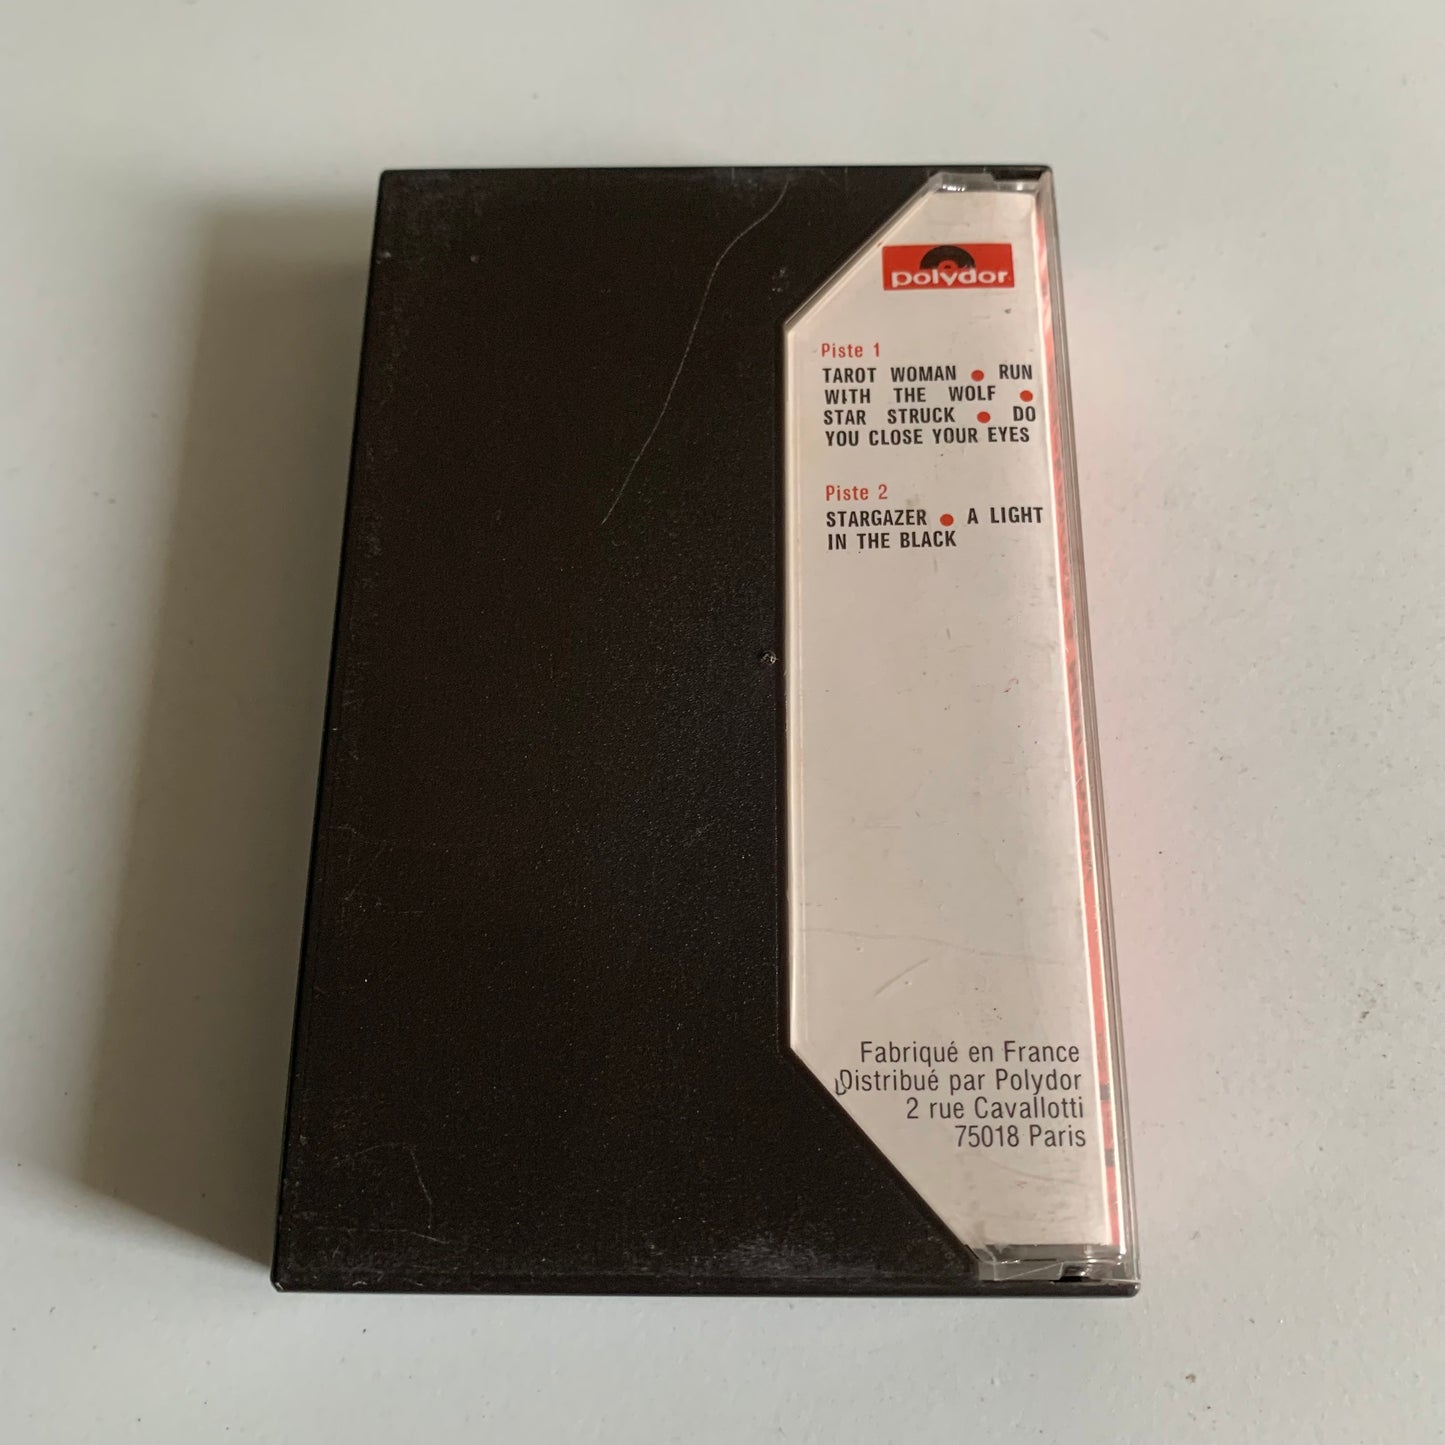 polydor
Piste 1
TAROT WOMAN ● RUN
WITH THE WOLF ●
STAR STRUCK ● DO
YOU CLOSE YOUR EYES
Piste 2
STARGAZER ● A LIGHT
IN THE BLACK
Fabriqué en France
Distribué par Polydor
2 rue Cavallotti
75018 Paris